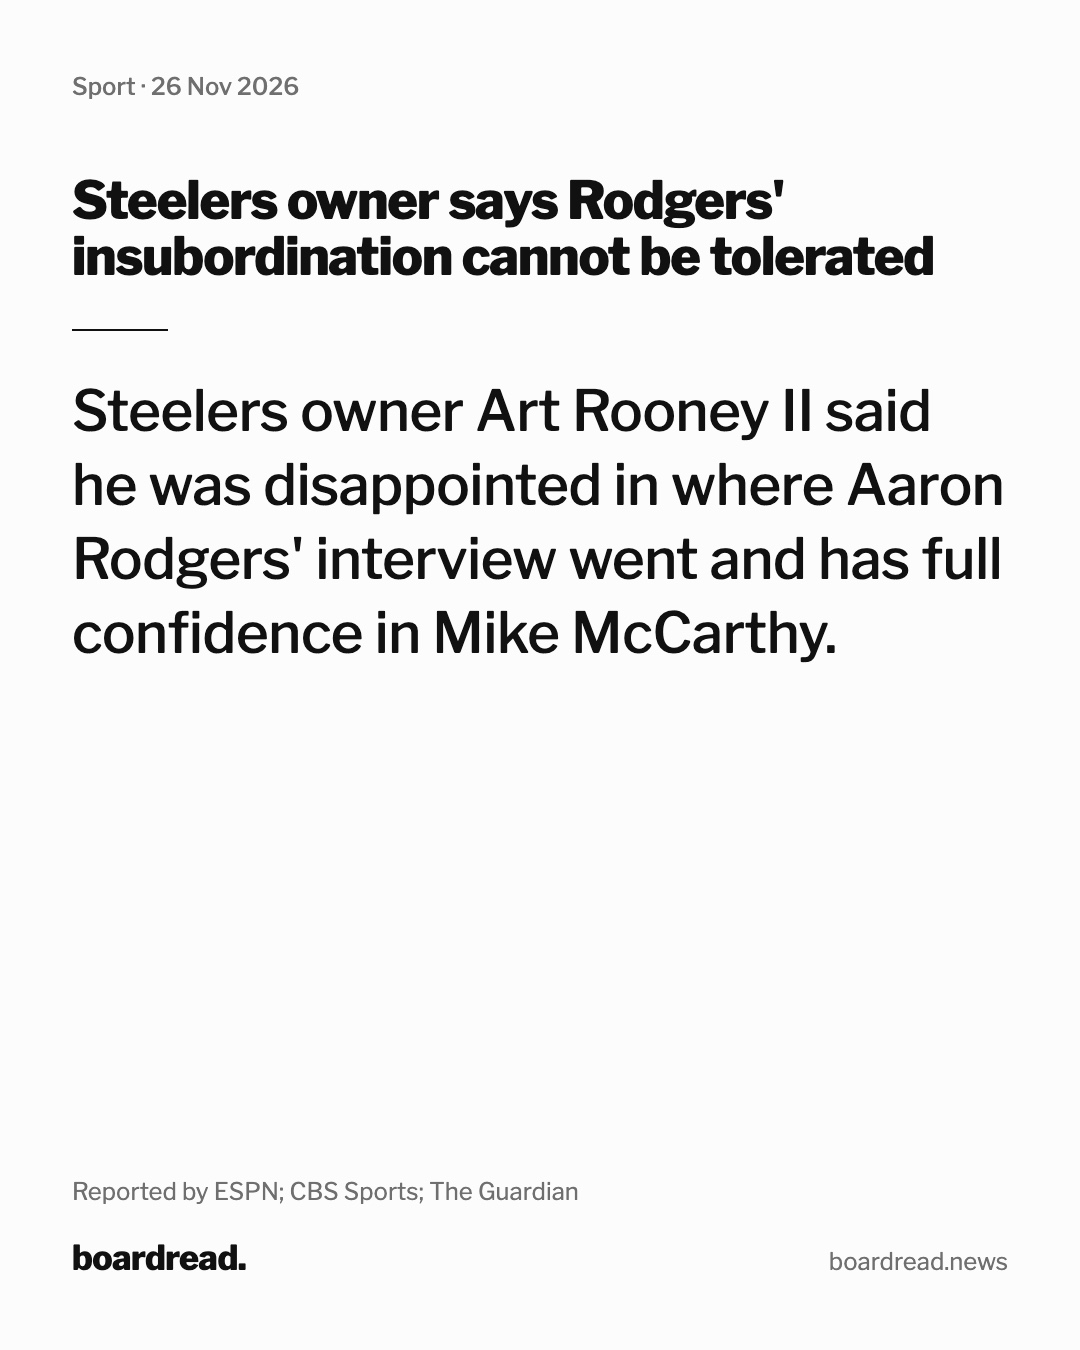 Sport · 26 Nov 2026
Steelers owner says Rodgers'
insubordination cannot be tolerated
Steelers owner Art Rooney II said
he was disappointed in where Aaron
Rodgers' interview went and has full
confidence in Mike McCarthy.
Reported by ESPN; CBS Sports; The Guardian
boardread.
boardread.news